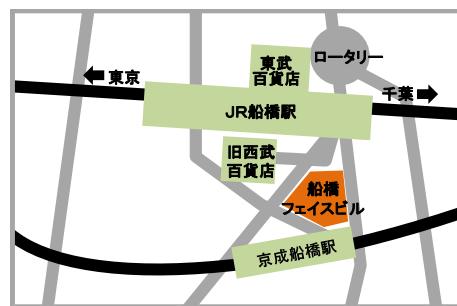 東武
百貨店
ロータリー
東京
千葉
JR船橋駅
旧西武
百貨店
船橋
フェイスビル
京成船橋駅